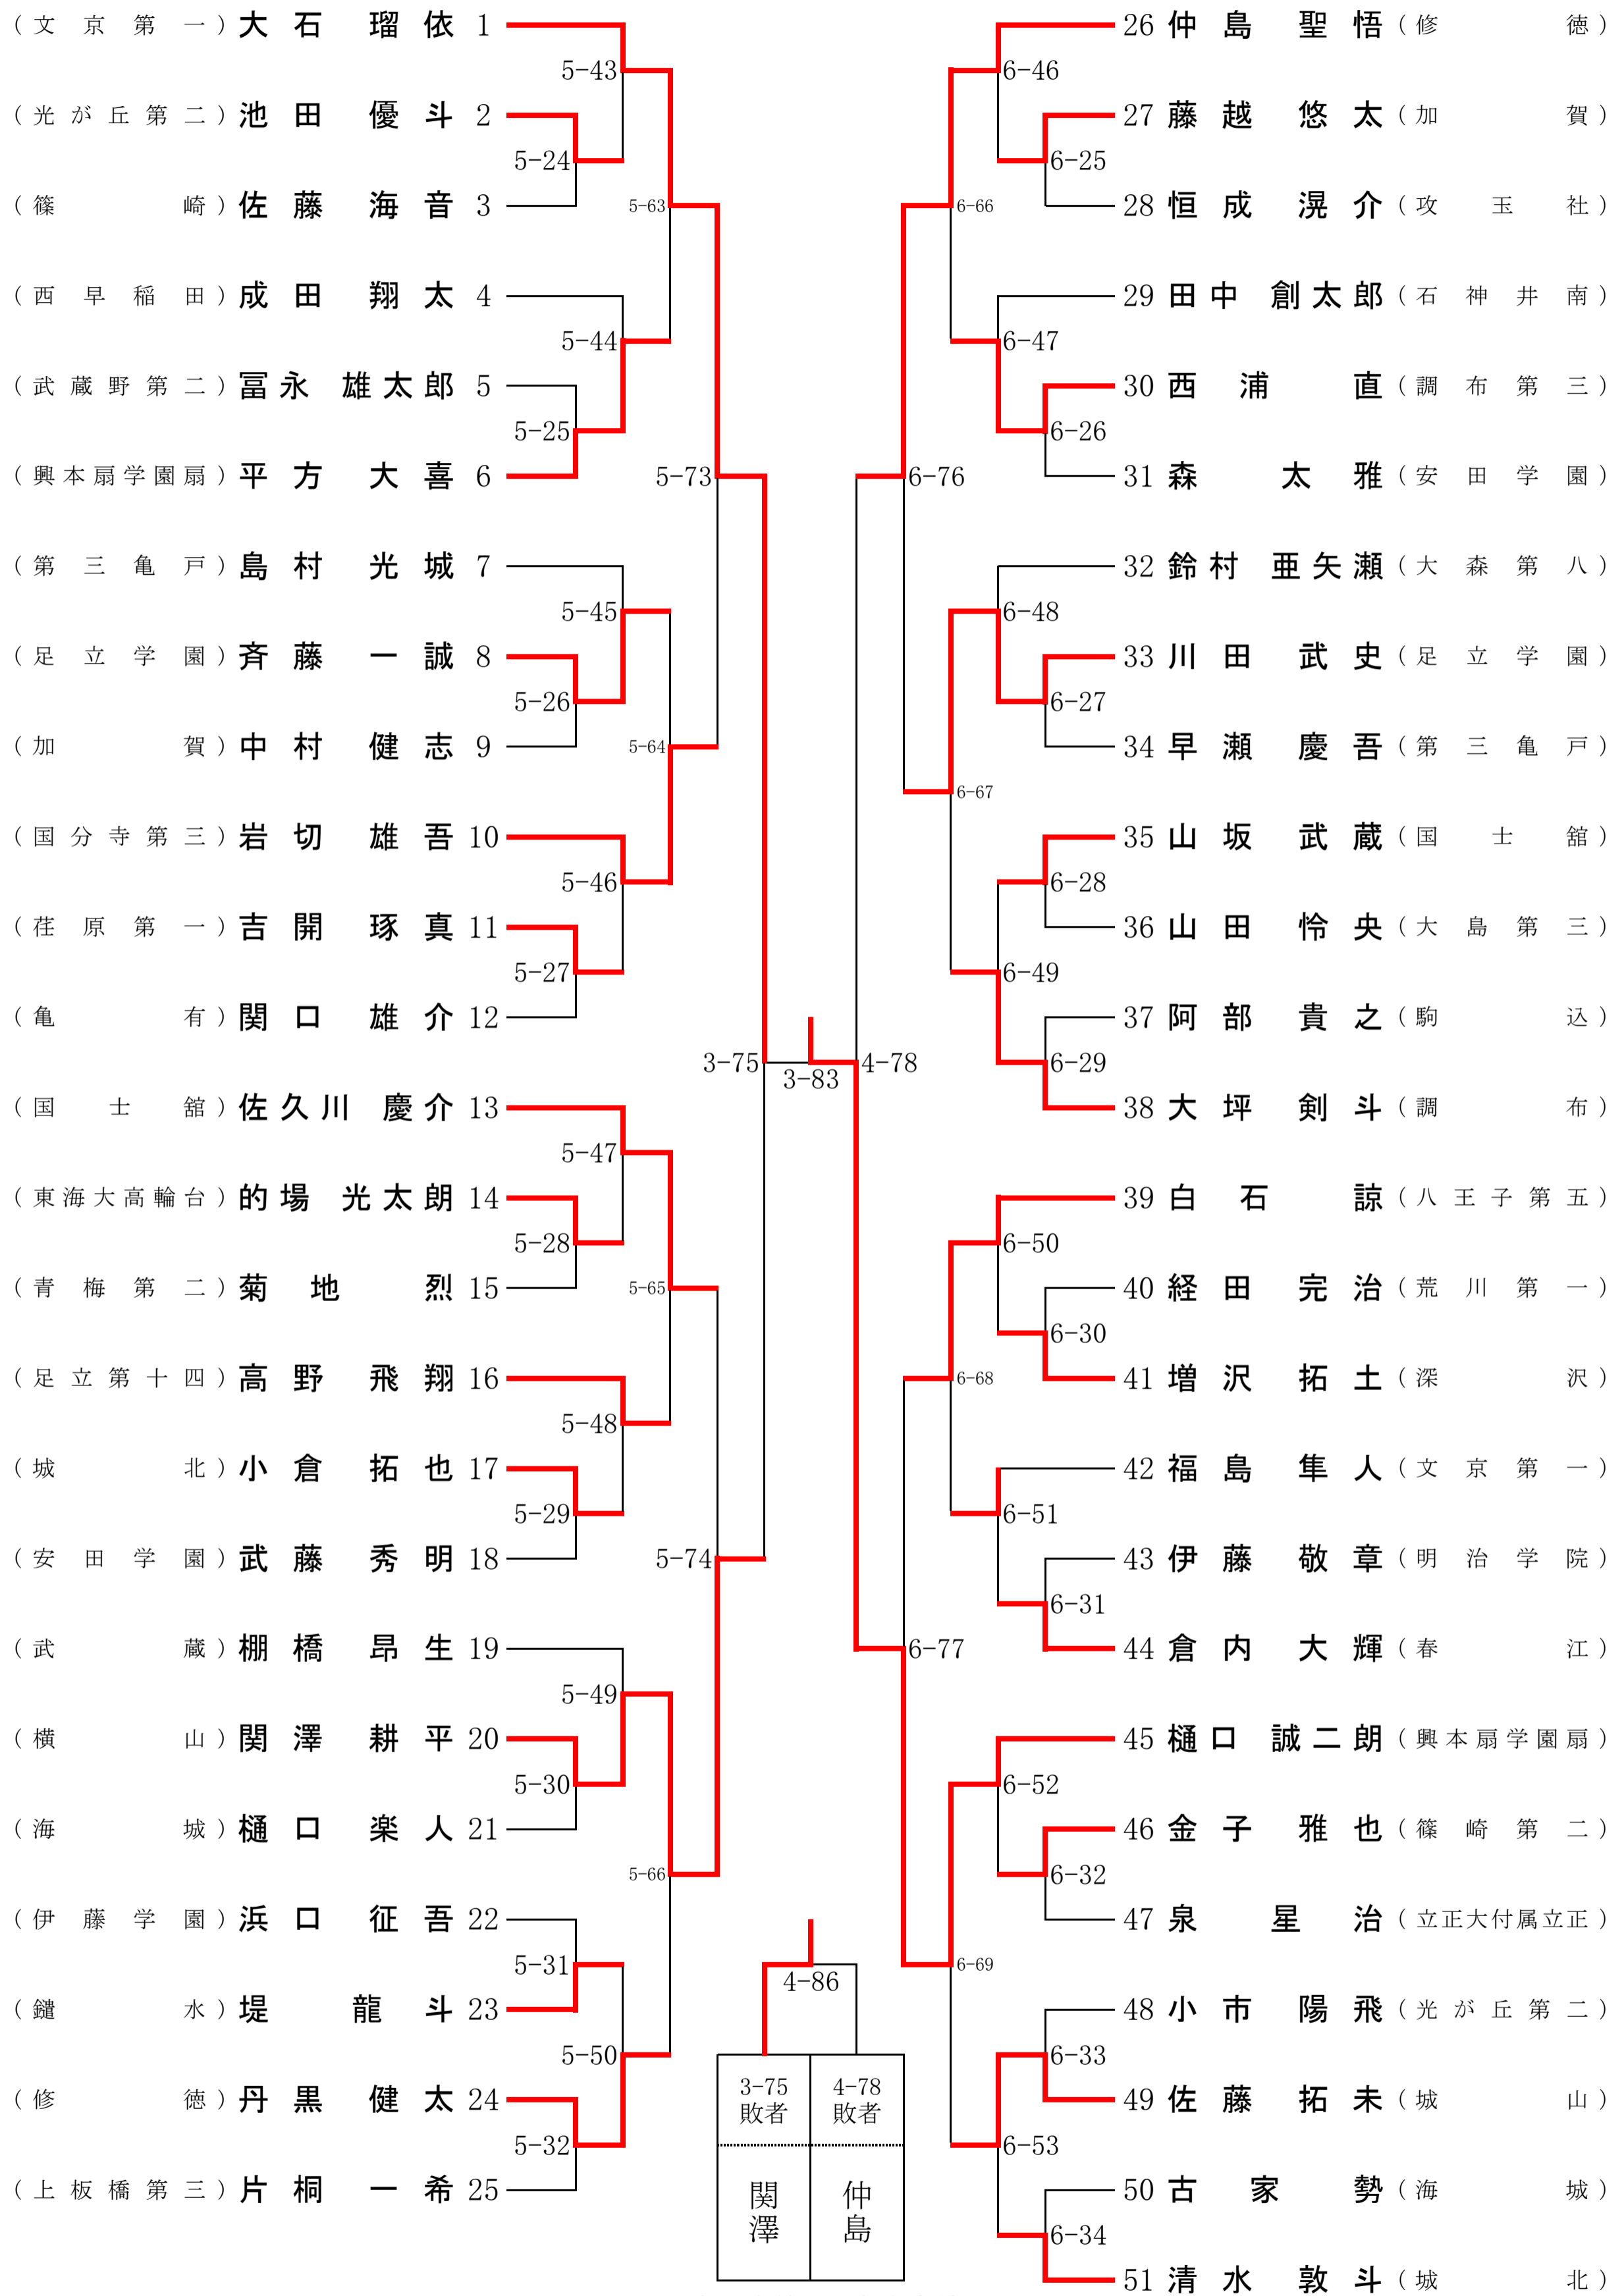 (文京第一) 大石 瑠依 1
5-43
(光が丘第二) 池田 優斗 2
5-24
(篠崎) 佐藤 海音 3
5-63
(西早稲田) 成田 翔太 4
5-44
(武蔵野第二) 冨永 雄太郎 5
5-25
(興本扇学園扇) 平方 大喜 6
5-73
(第三亀戸) 島村 光城 7
5-45
(足立学園) 斉藤 一誠 8
5-26
(加賀) 中村 健志 9
5-64
(国分寺第三) 岩切 雄吾 10
5-46
(荏原第一) 吉開 琢真 11
5-27
(亀有) 関口 雄介 12
3-75
(国士舘) 佐久川 慶介 13
5-47
(東海大高輪台) 的場 光太朗 14
5-28
(青梅第二) 菊地 烈 15
5-65
(足立第十四) 高野 飛翔 16
5-48
(城北) 小倉 拓也 17
5-29
(安田学園) 武藤 秀明 18
5-74
(武蔵) 棚橋 昂生 19
5-49
(横山) 関澤 耕平 20
5-30
(海城) 樋口 楽人 21
5-66
(伊藤学園) 浜口 征吾 22
5-31
(鑓水) 堤 龍斗 23
5-50
(修徳) 丹黒 健太 24
5-32
(上板橋第三) 片桐 一希 25
3-83
4-86
3-75 敗者
4-78 敗者
関澤
仲島
26 仲島 聖悟 (修徳)
6-46
27 藤越 悠太 (加賀)
6-25
28 恒成 滉介 (攻玉社)
6-66
29 田中 創太郎 (石神井南)
6-47
30 西浦 直 (調布第三)
6-26
31 森 太雅 (安田学園)
6-76
32 鈴村 亜矢瀬 (大森第八)
6-48
33 川田 武史 (足立学園)
6-27
34 早瀬 慶吾 (第三亀戸)
6-67
35 山坂 武蔵 (国士舘)
6-28
36 山田 怜央 (大島第三)
6-49
37 阿部 貴之 (駒込)
6-29
4-78
38 大坪 剣斗 (調布)
39 白石 諒 (八王子第五)
6-50
40 経田 完治 (荒川第一)
6-30
41 増沢 拓土 (深沢)
6-68
42 福島 隼人 (文京第一)
6-51
43 伊藤 敬章 (明治学院)
6-31
44 倉内 大輝 (春江)
6-77
45 樋口 誠二朗 (興本扇学園扇)
6-52
46 金子 雅也 (篠崎第二)
6-32
47 泉 星治 (立正大付属立正)
6-69
48 小市 陽飛 (光が丘第二)
6-33
49 佐藤 拓未 (城山)
6-53
50 古家 勢 (海城)
6-34
51 清水 敦斗 (城北)